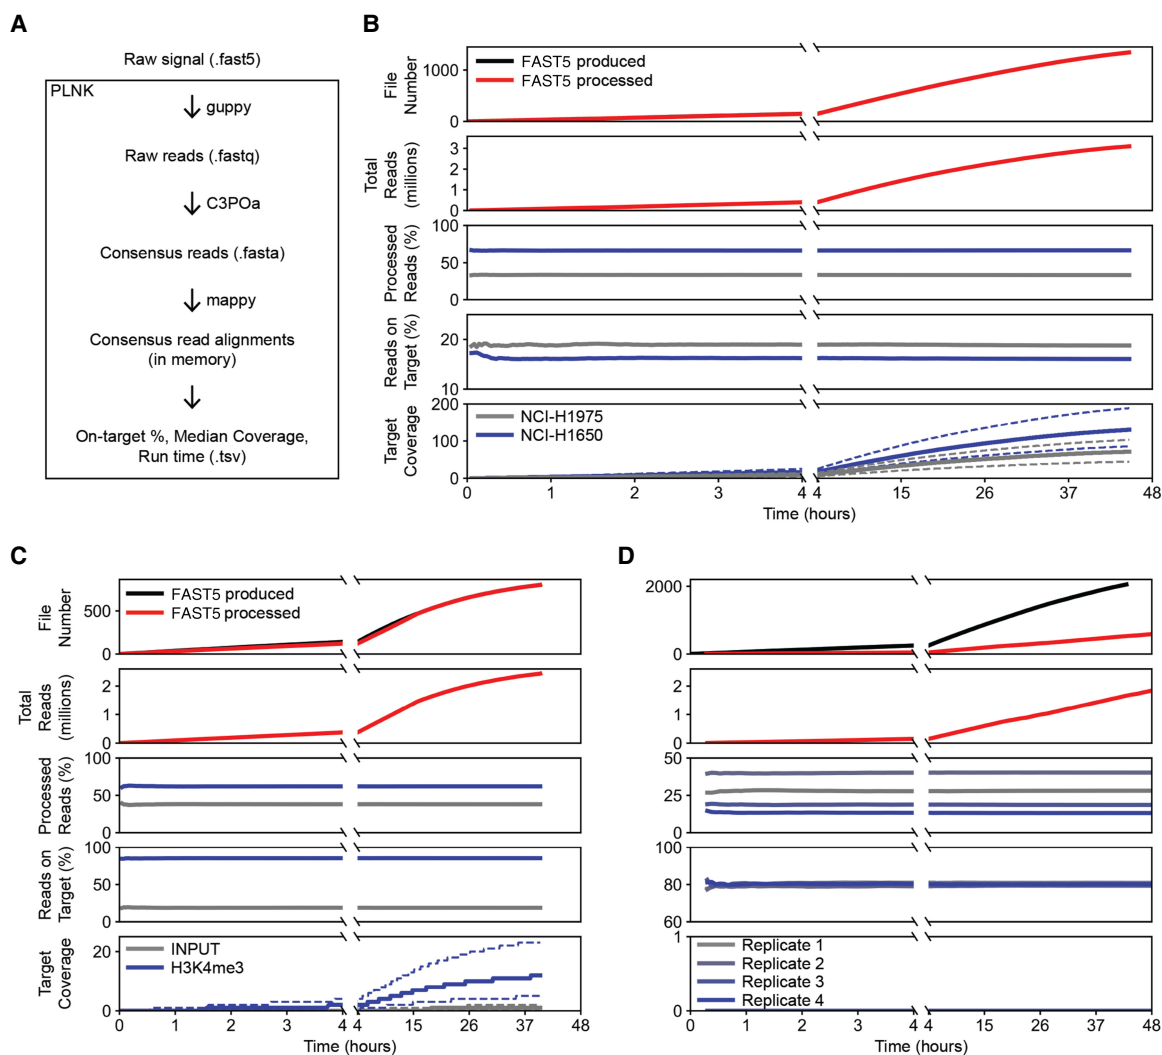 A
Raw signal (.fast5)
PLNK
guppy
Raw reads (.fastq)
C3POa
Consensus reads (.fasta)
mappy
Consensus read alignments
(in memory)
On-target %, Median Coverage,
Run time (.tsv)
B
File
Number
1000
0
FAST5 produced
FAST5 processed
Total
Reads
(millions)
3
2
1
0
Processed
Reads (%)
100
50
0
Reads on
Target (%)
20
10
Target
Coverage
200
100
0
NCI-H1975
NCI-H1650
0 1 2 3 4 4 15 26 37 48
Time (hours)
C
File
Number
500
0
FAST5 produced
FAST5 processed
Total
Reads
(millions)
2
1
0
Processed
Reads (%)
100
50
0
Reads on
Target (%)
100
50
0
Target
Coverage
20
0
INPUT
H3K4me3
0 1 2 3 4 4 15 26 37 48
Time (hours)
D
2000
0
2
1
0
50
25
0
100
80
60
1
0
Replicate 1
Replicate 2
Replicate 3
Replicate 4
0 1 2 3 4 4 15 26 37 48
Time (hours)